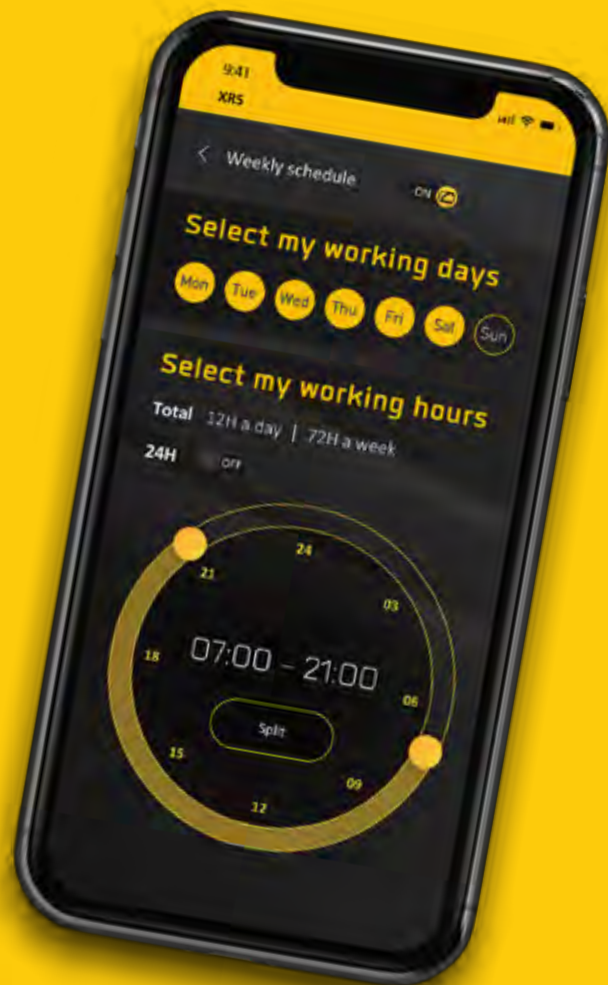 9:41
XRS
Weekly schedule ON
Select my working days
Mon Tue Wed Thu Fri Sat Sun
Select my working hours
Total 12H a day | 72H a week
24H OFF
24
21
03
18
07:00 – 21:00
06
Split
15
09
12